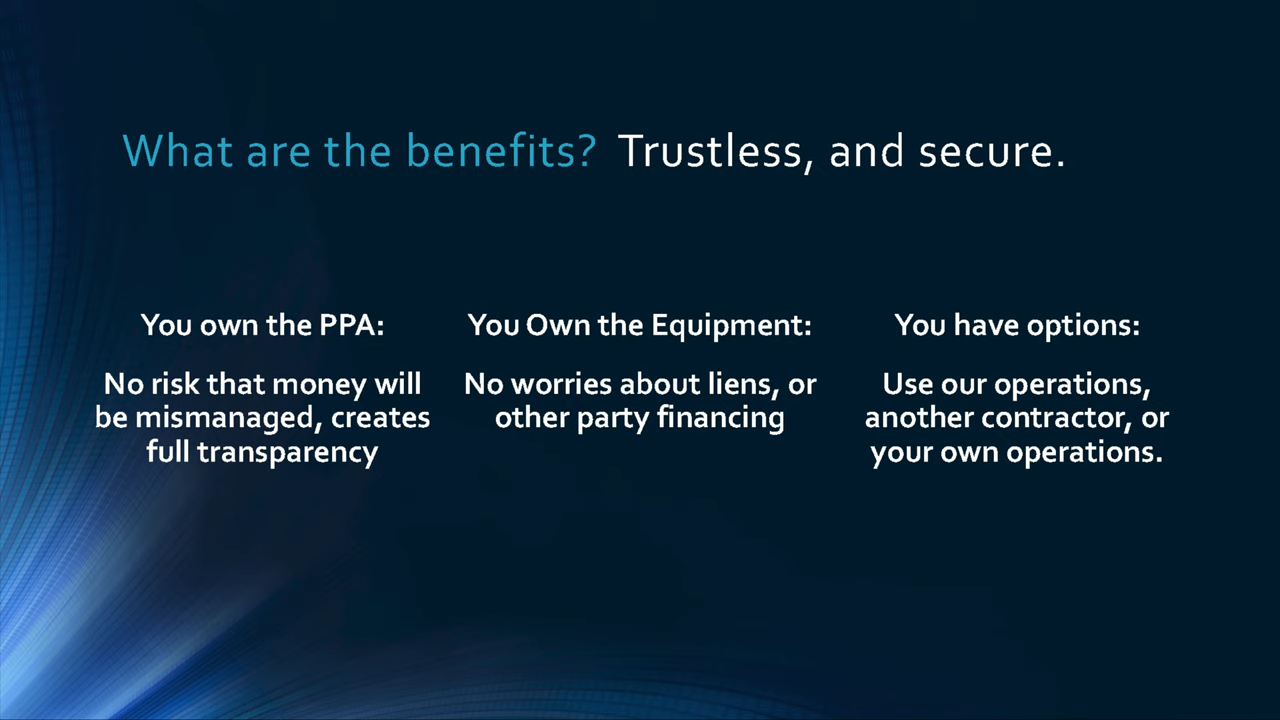 What are the benefits? Trustless, and secure.
You own the PPA:
No risk that money will
be mismanaged, creates
full transparency
You Own the Equipment:
No worries about liens, or
other party financing
You have options:
Use our operations,
another contractor, or
your own operations.